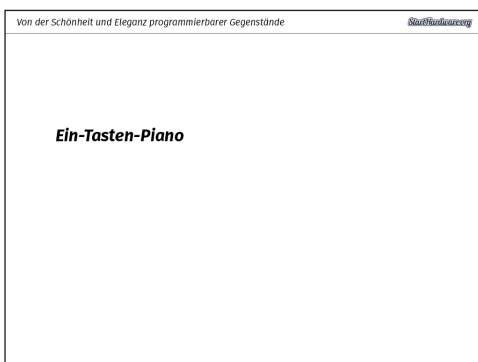 Von der Schönheit und Eleganz programmierbarer Gegenstände
StartHardware.org
Ein-Tasten-Piano